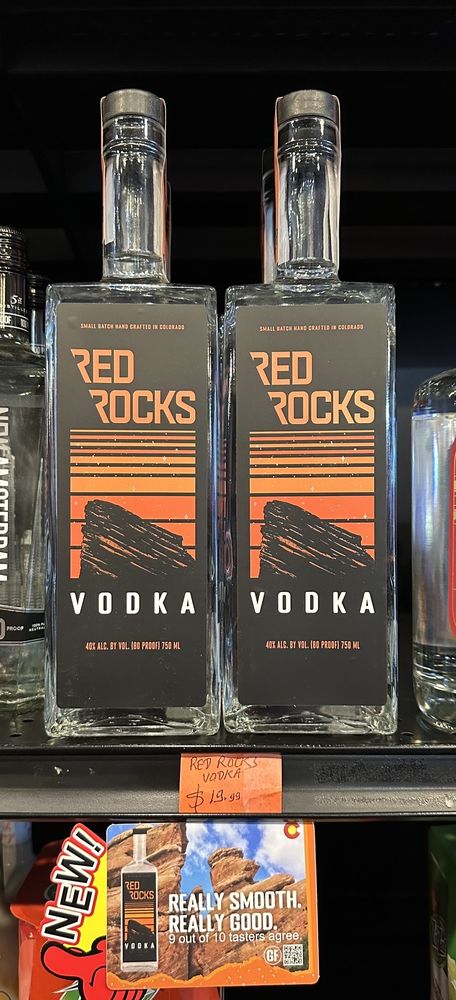 SMALL BATCH HAND CRAFTED IN COLORADO
RED
ROCKS
VODKA
40% ALC. BY VOL. (80 PROOF) 750 ML
SMALL BATCH HAND CRAFTED IN COLORADO
RED
ROCKS
VODKA
40% ALC. BY VOL. (80 PROOF) 750 ML
RED ROCKS
VODKA
$19.99
NEW!
RED
ROCKS
VODKA
REALLY SMOOTH.
REALLY GOOD.
9 out of 10 tasters agree.
GF
PROOF